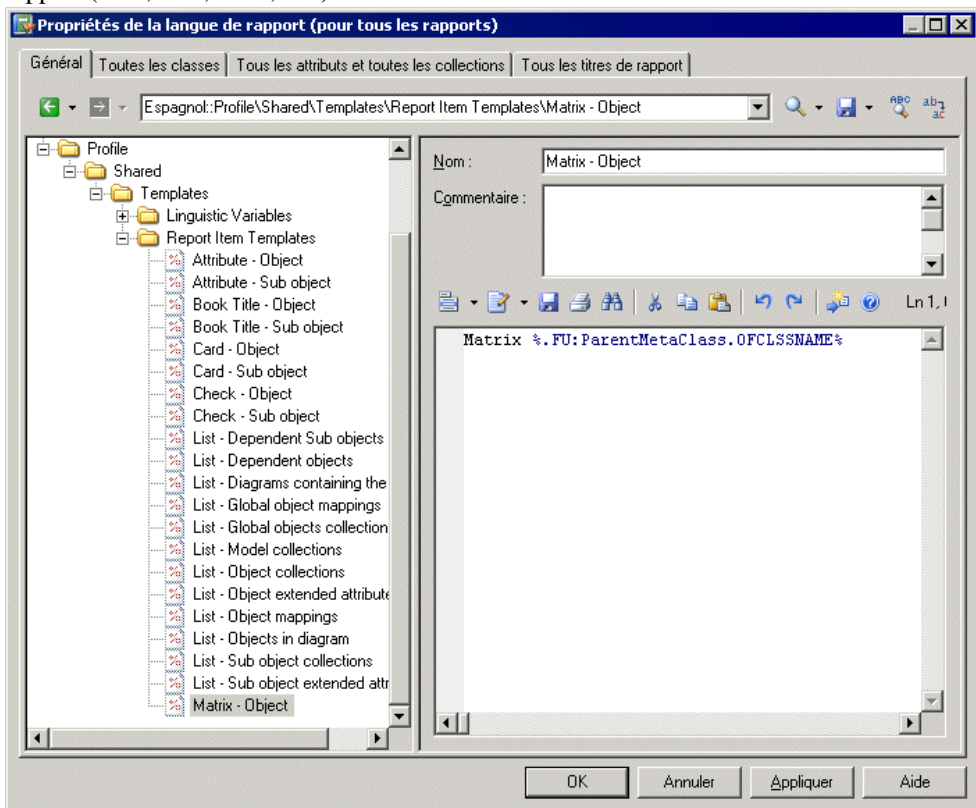 Propriétés de la langue de rapport (pour tous les rapports)
Général
Toutes les classes
Tous les attributs et toutes les collections
Tous les titres de rapport
Espagnol::Profile\Shared\Templates\Report Item Templates\Matrix - Object
Profile
Shared
Templates
Linguistic Variables
Report Item Templates
Attribute - Object
Attribute - Sub object
Book Title - Object
Book Title - Sub object
Card - Object
Card - Sub object
Check - Object
Check - Sub object
List - Dependent Sub objects
List - Dependent objects
List - Diagrams containing the
List - Global object mappings
List - Global objects collection
List - Model collections
List - Object collections
List - Object extended attribute
List - Object mappings
List - Objects in diagram
List - Sub object collections
List - Sub object extended attr
Matrix - Object
Nom :
Matrix - Object
Commentaire :
Ln 1,
Matrix %.FU:ParentMetaClass.OFCLSSNAME%
OK
Annuler
Appliquer
Aide